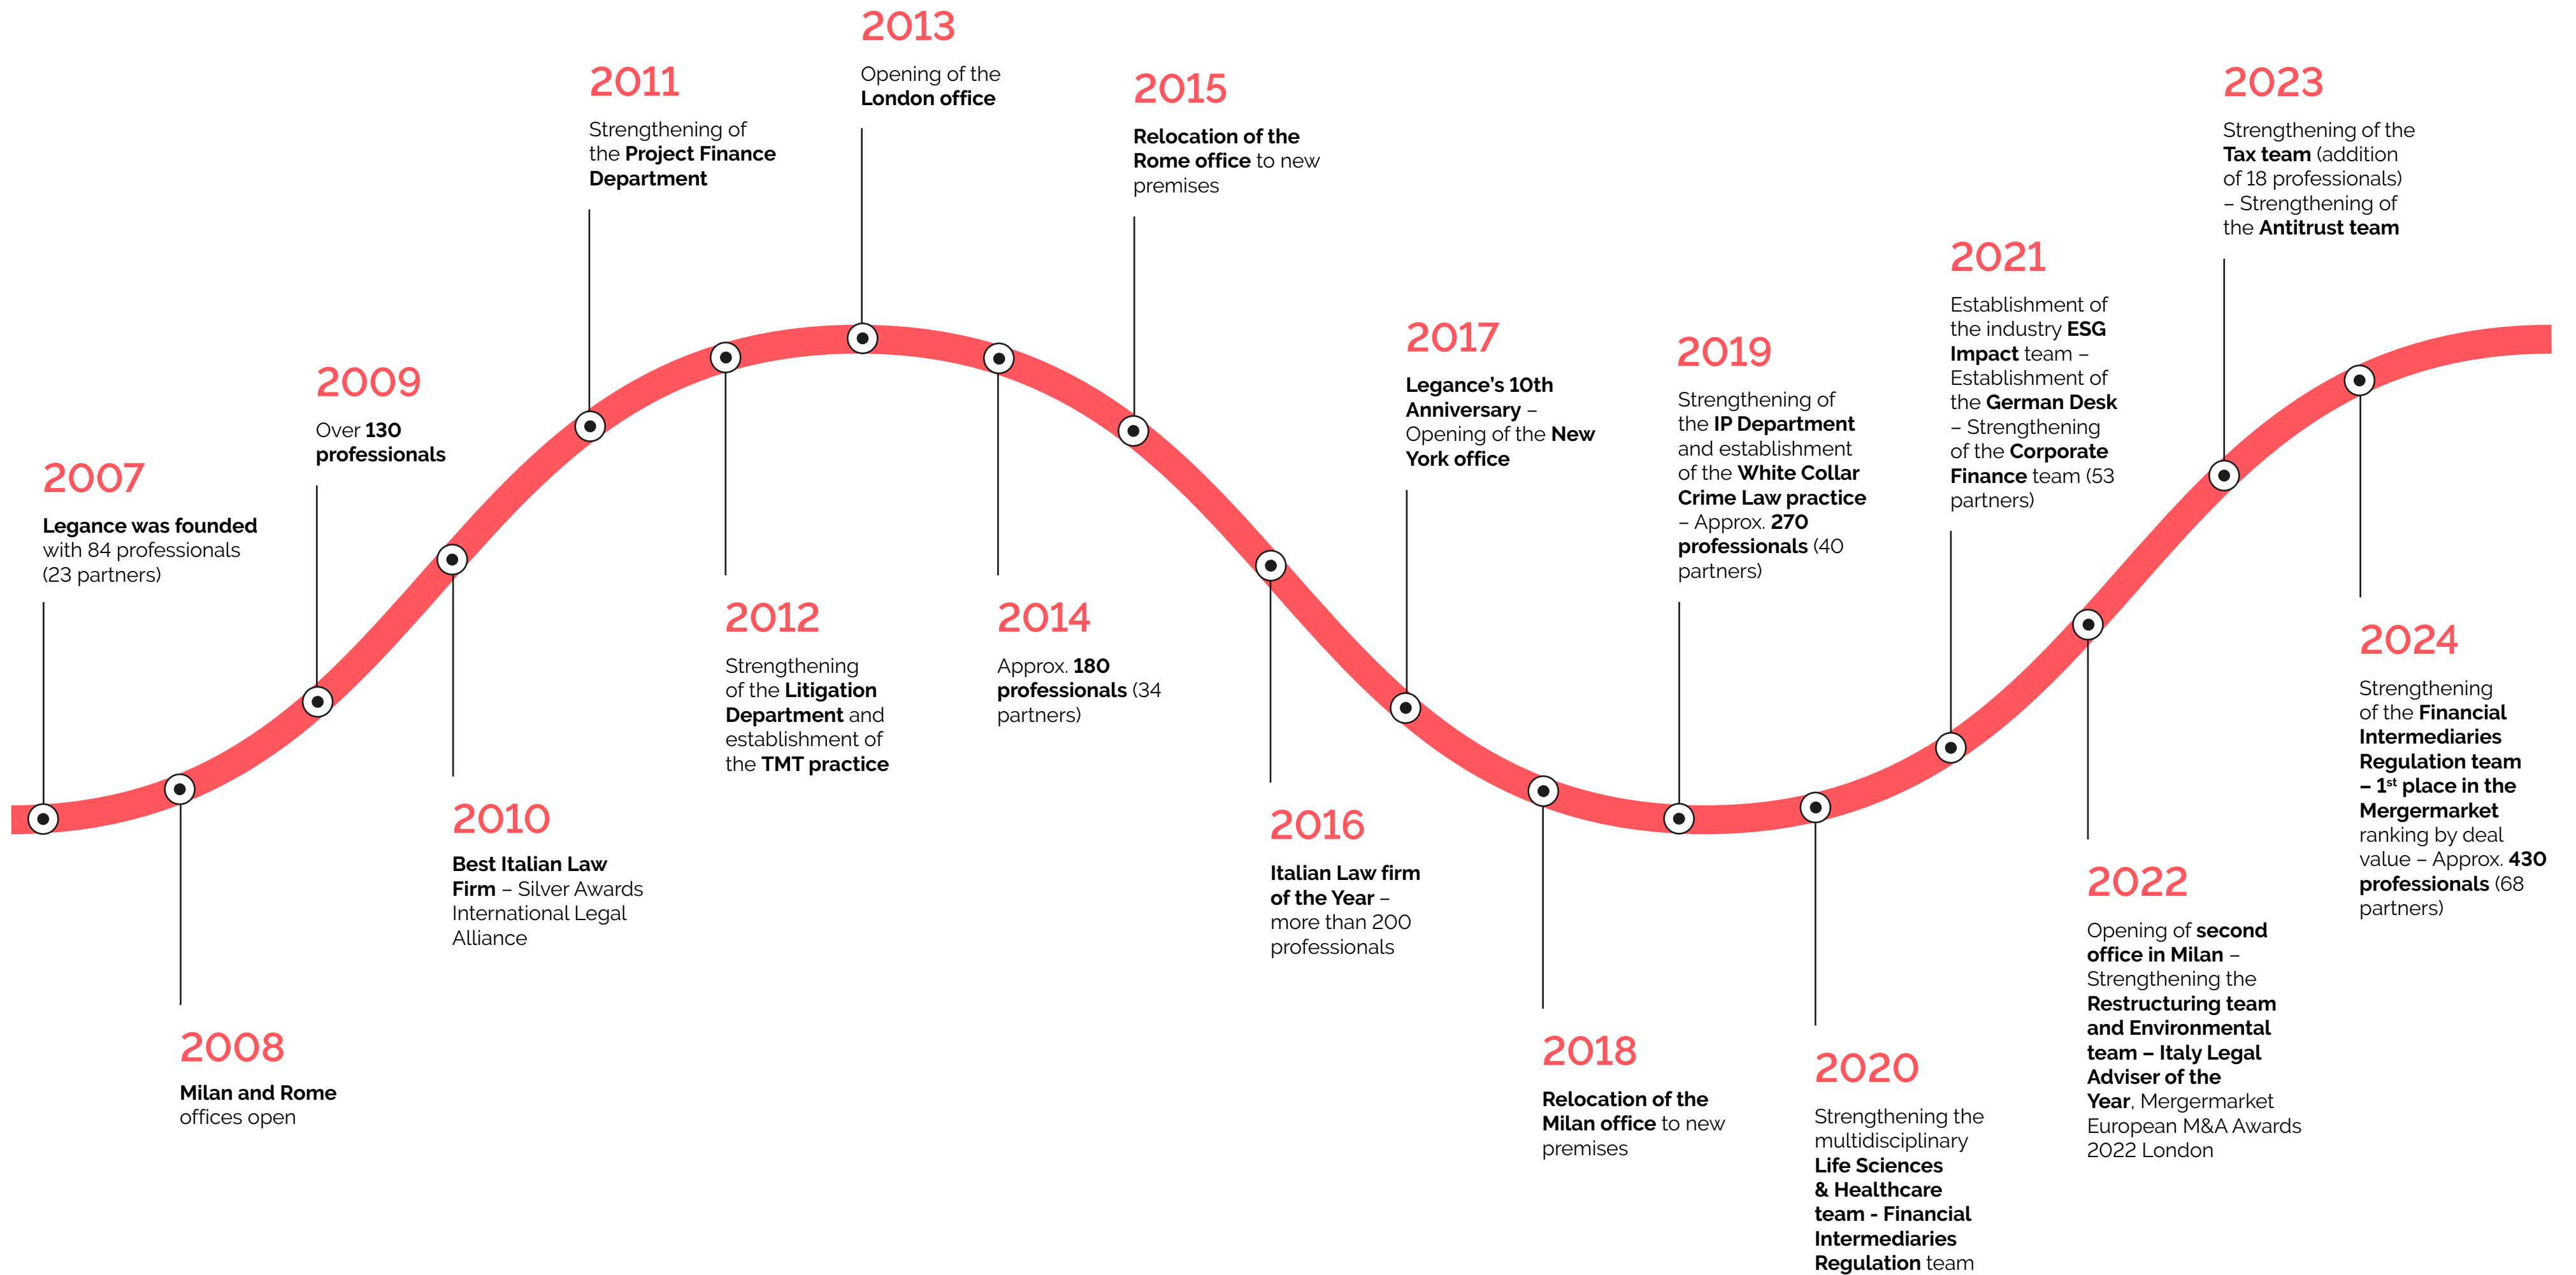 2007
Legance was founded
with 84 professionals
(23 partners)
2008
Milan and Rome
offices open
2009
Over 130
professionals
2010
Best Italian Law
Firm – Silver Awards
International Legal
Alliance
2011
Strengthening of
the Project Finance
Department
2012
Strengthening
of the Litigation
Department and
establishment of
the TMT practice
2013
Opening of the
London office
2014
Approx. 180
professionals (34
partners)
2015
Relocation of the
Rome office to new
premises
2016
Italian Law firm
of the Year –
more than 200
professionals
2017
Legance’s 10th
Anniversary –
Opening of the New
York office
2018
Relocation of the
Milan office to new
premises
2019
Strengthening of
the IP Department
and establishment
of the White Collar
Crime Law practice
– Approx. 270
professionals (40
partners)
2020
Strengthening the
multidisciplinary
Life Sciences
& Healthcare
team - Financial
Intermediaries
Regulation team
2021
Establishment of
the industry ESG
Impact team –
Establishment of
the German Desk
– Strengthening
of the Corporate
Finance team (53
partners)
2022
Opening of second
office in Milan –
Strengthening the
Restructuring team
and Environmental
team – Italy Legal
Adviser of the
Year, Mergermarket
European M&A Awards
2022 London
2023
Strengthening of the
Tax team (addition
of 18 professionals)
– Strengthening of
the Antitrust team
2024
Strengthening
of the Financial
Intermediaries
Regulation team
– 1st place in the
Mergermarket
ranking by deal
value – Approx. 430
professionals (68
partners)